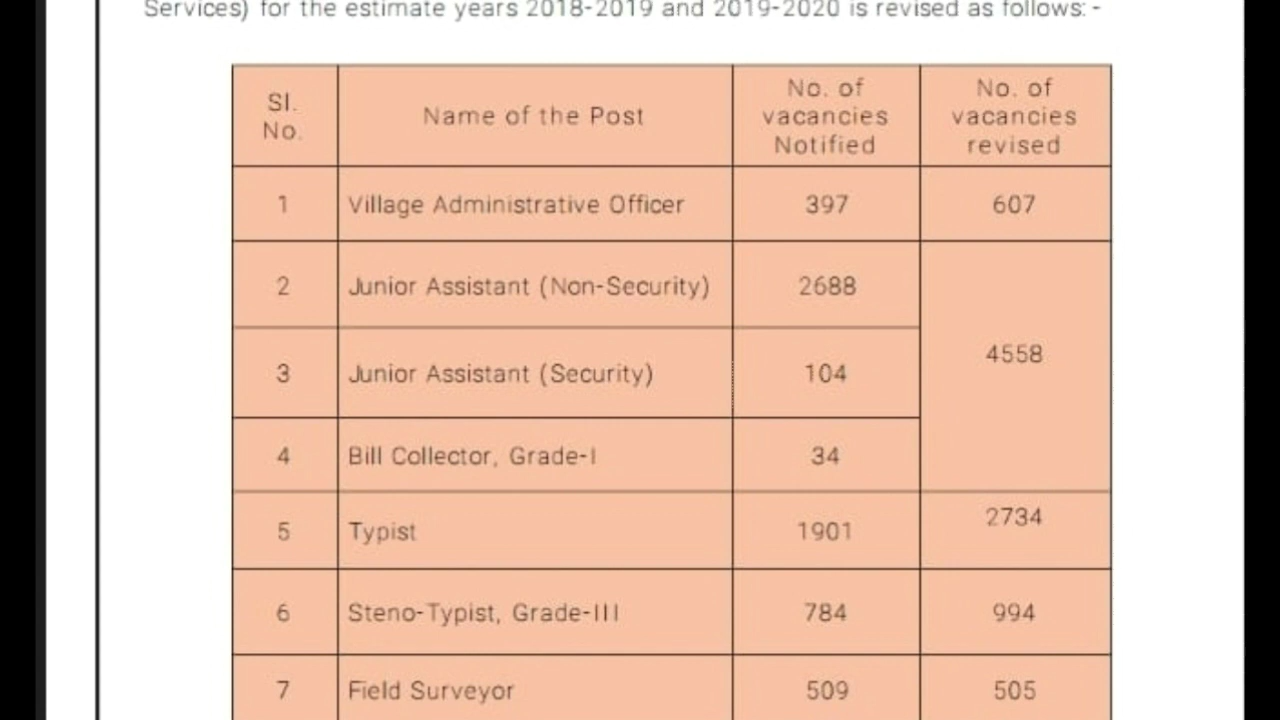 Services) for the estimate years 2018-2019 and 2019-2020 is revised as follows: -
Sl. No. Name of the Post No. of vacancies Notified No. of vacancies revised
1 Village Administrative Officer 397 607
2 Junior Assistant (Non-Security) 2688
4558
3 Junior Assistant (Security) 104
4 Bill Collector, Grade-I 34
5 Typist 1901 2734
6 Steno-Typist, Grade-III 784 994
7 Field Surveyor 509 505